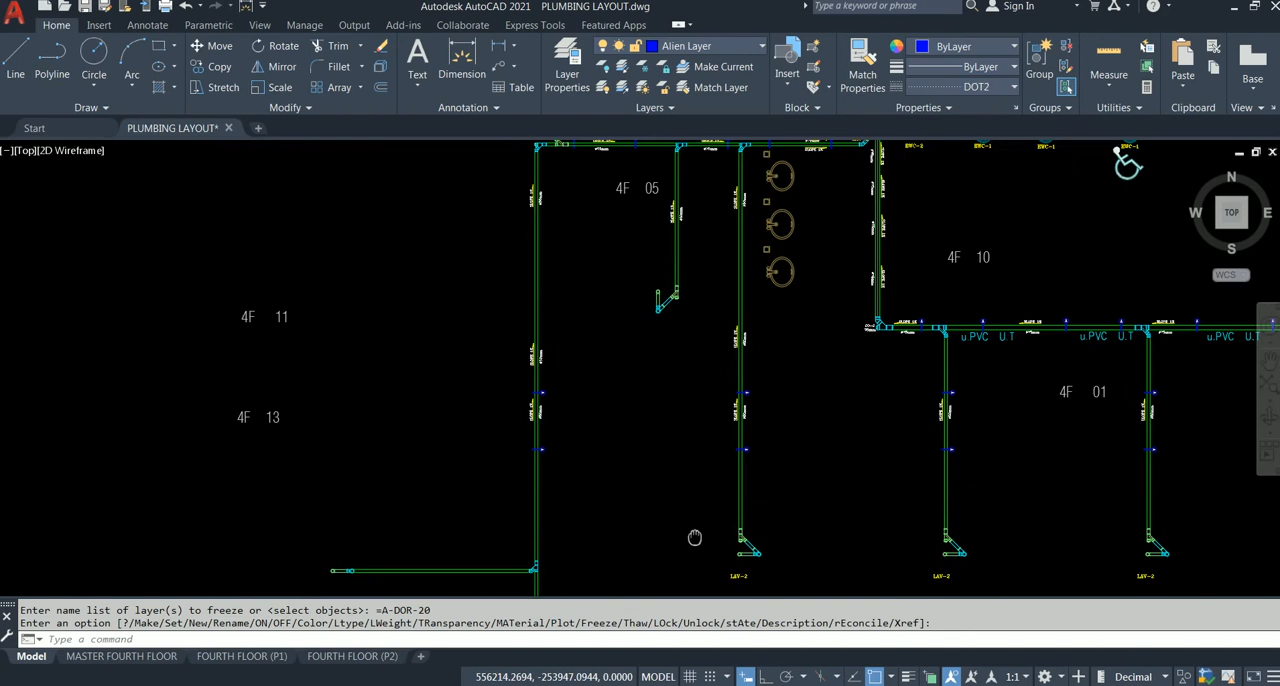 Autodesk AutoCAD 2021 PLUMBING LAYOUT.dwg
Type a keyword or phrase
Sign In
Home Insert Annotate Parametric View Manage Output Add-ins Collaborate Express Tools Featured Apps
Line Polyline Circle Arc
Move Rotate Trim
Copy Mirror Fillet
Stretch Scale Array
Text Dimension Table
Layer Properties
Alien Layer
Make Current
Match Layer
Insert
Match Properties
ByLayer
ByLayer
DOT2
Group
Measure
Paste
Base
Draw Modify Annotation Layers Block Properties Groups Utilities Clipboard View
Start PLUMBING LAYOUT*
[−][Top][2D Wireframe]
EWC-2 EWC-1 EWC-1 EWC-1
N
W TOP E
S
WCS
4F 05
4F 10
4F 11
u.PVC U.T u.PVC U.T u.PVC U.T
4F 01
4F 13
LAV-2 LAV-2 LAV-2
Enter name list of layer(s) to freeze or <select objects>: =A-DOR-20
Enter an option [?/Make/Set/New/Rename/ON/OFF/Color/Ltype/LWeight/TRansparency/MATerial/Plot/Freeze/Thaw/LOck/Unlock/stAte/Description/rEconcile/Xref]:
Type a command
Model MASTER FOURTH FLOOR FOURTH FLOOR (P1) FOURTH FLOOR (P2)
556214.2694, -253947.0944, 0.0000 MODEL 1:1 Decimal